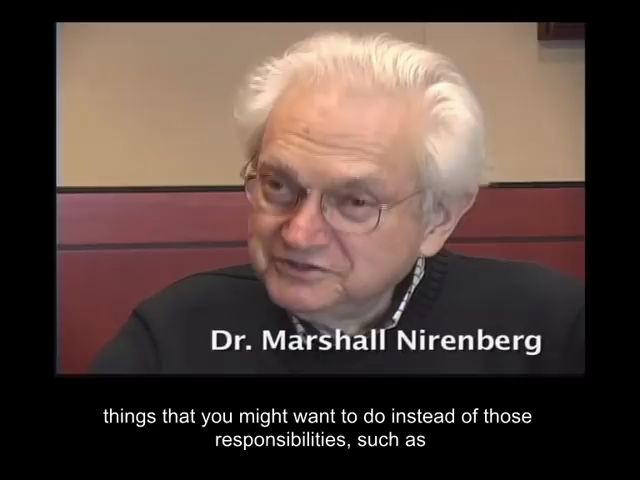 Dr. Marshall Nirenberg
things that you might want to do instead of those
responsibilities, such as